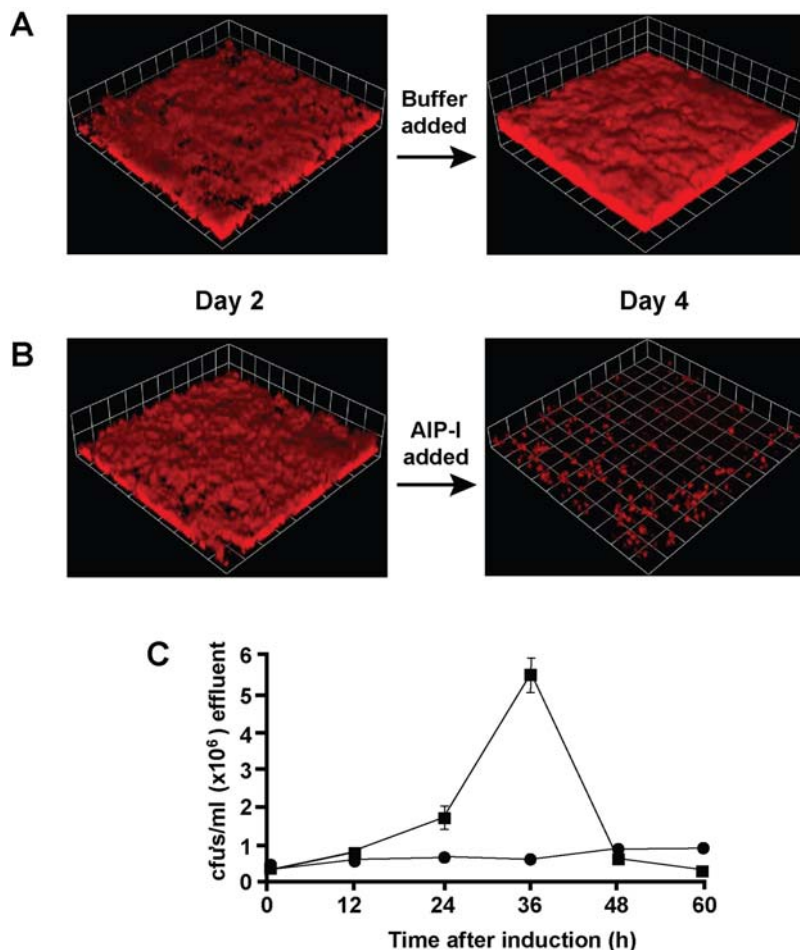 A
Buffer
added
Day 2
Day 4
B
AIP-I
added
C
cfu's/ml (x10⁶) effluent
6
5
4
3
2
1
0
0 12 24 36 48 60
Time after induction (h)